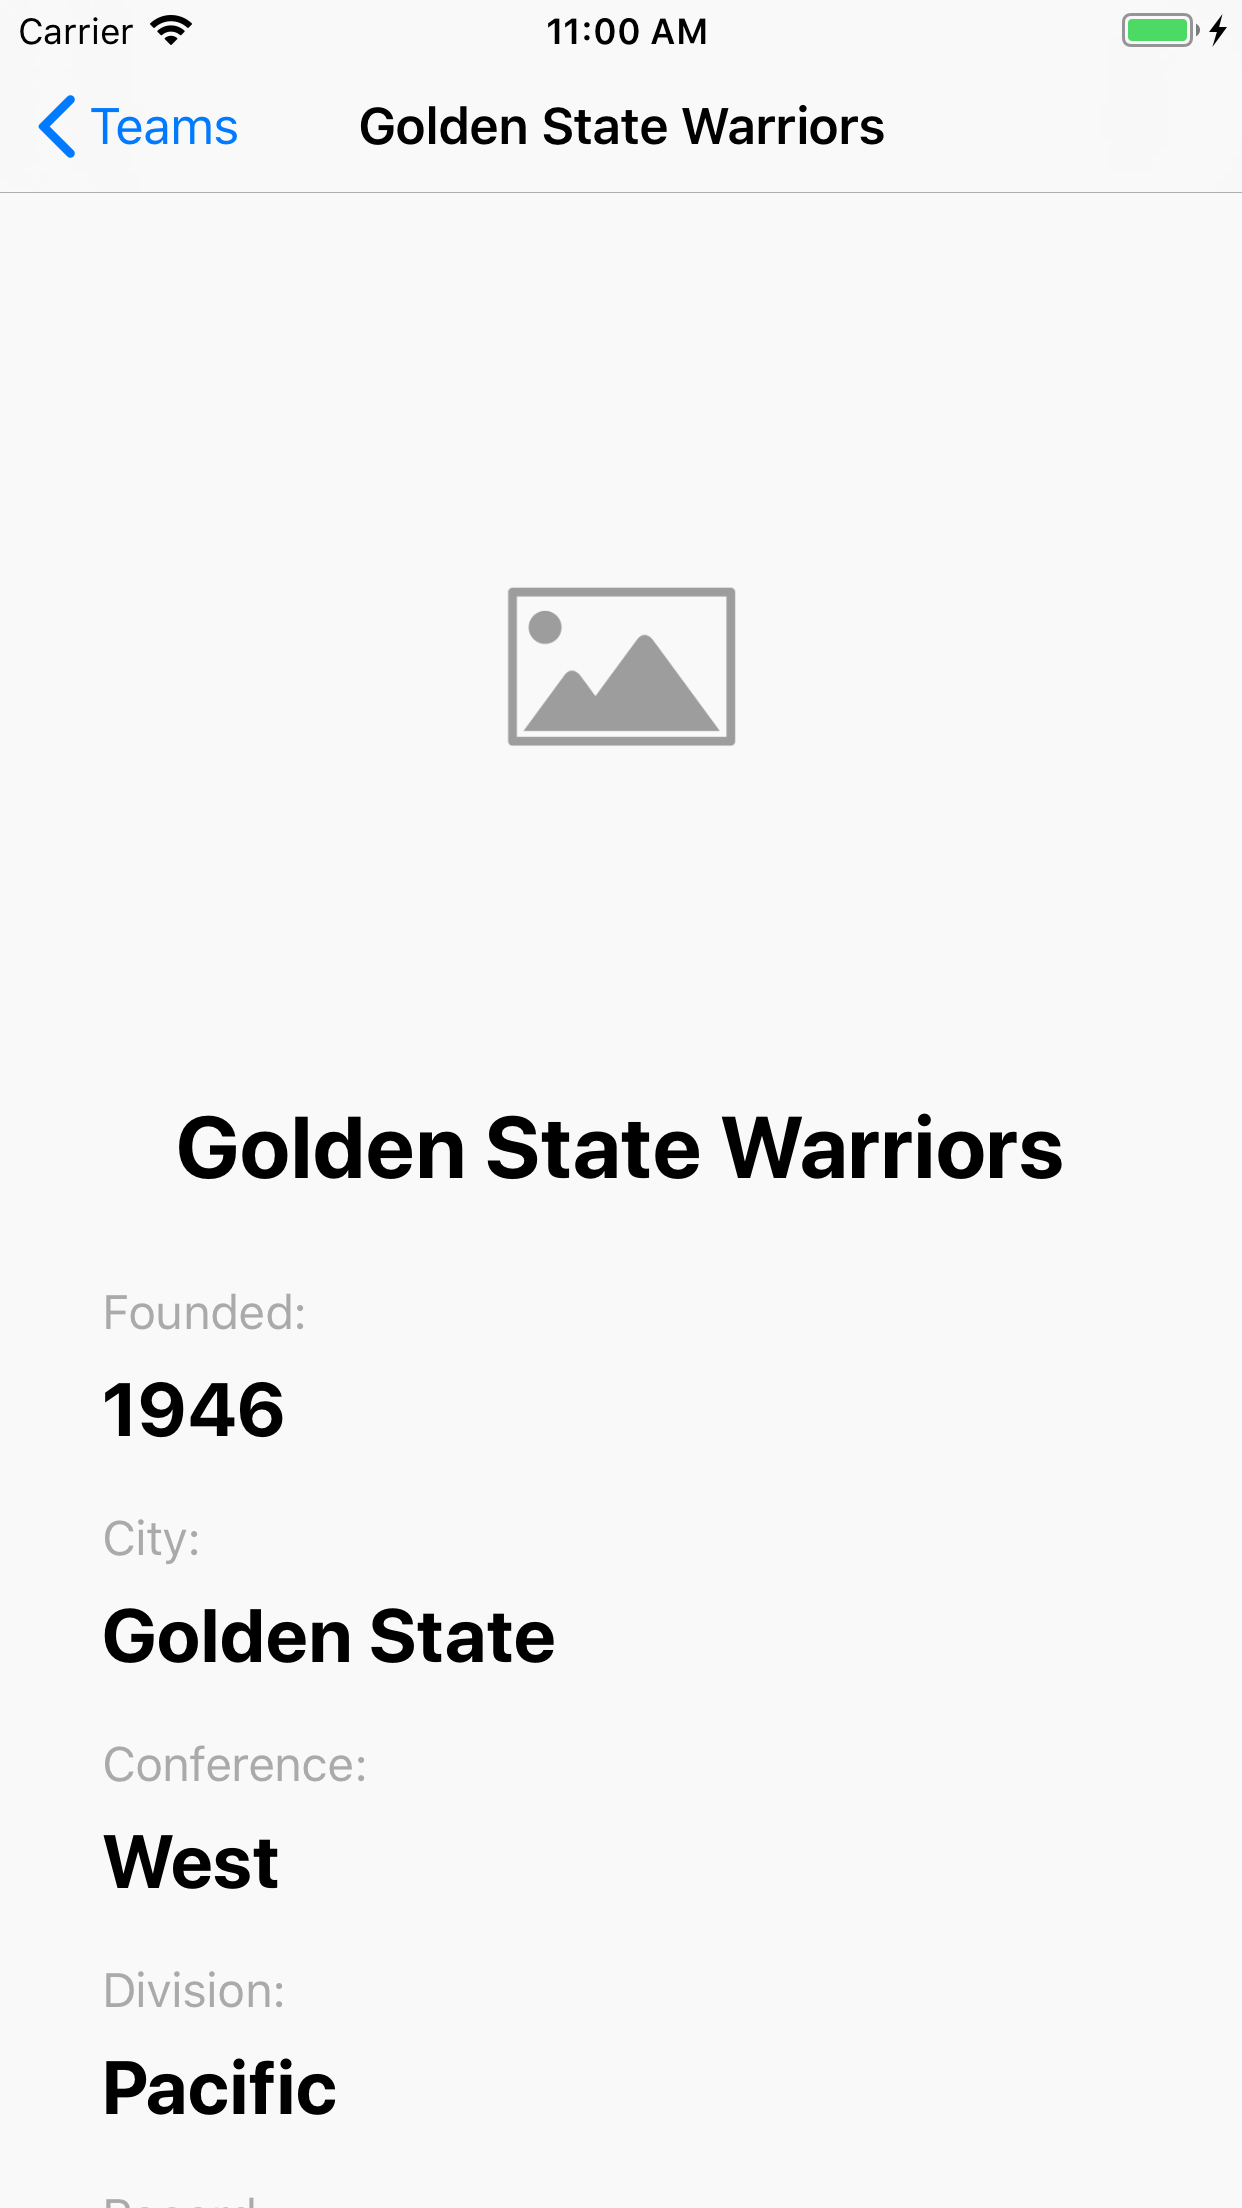 Carrier 11:00 AM
Teams Golden State Warriors
Golden State Warriors
Founded:
1946
City:
Golden State
Conference:
West
Division:
Pacific